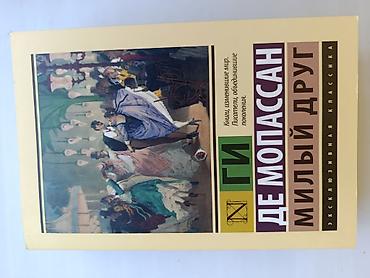 Книги, изменившие мир.
Писатели, объединившие
поколения.
ГИ
ДЕ МОПАССАН
МИЛЫЙ ДРУГ
ЭКСКЛЮЗИВНАЯ КЛАССИКА